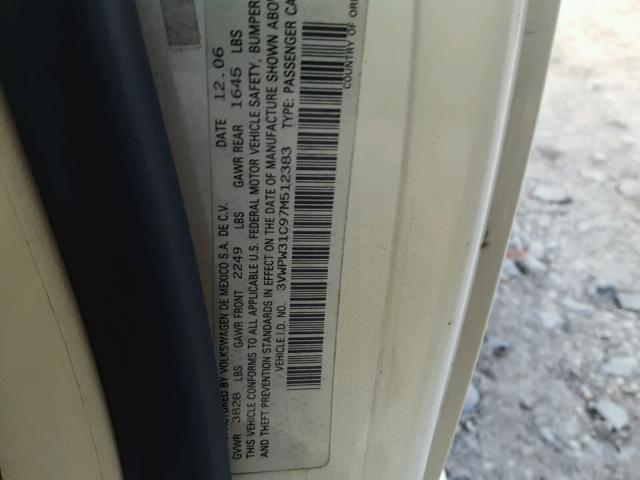 FACTURED BY VOLKSWAGEN DE MEXICO S.A. DE C.V. DATE 12.06
GVWR 3828 LBS GAWR FRONT 2249 LBS GAWR REAR 1645 LBS
THIS VEHICLE CONFORMS TO ALL APPLICABLE U.S. FEDERAL MOTOR VEHICLE SAFETY, BUMPER
AND THEFT PREVENTION STANDARDS IN EFFECT ON THE DATE OF MANUFACTURE SHOWN ABOV
VEHICLE I.D. NO. 3VWPW31C97M512383 TYPE: PASSENGER CA
COUNTRY OF ORI